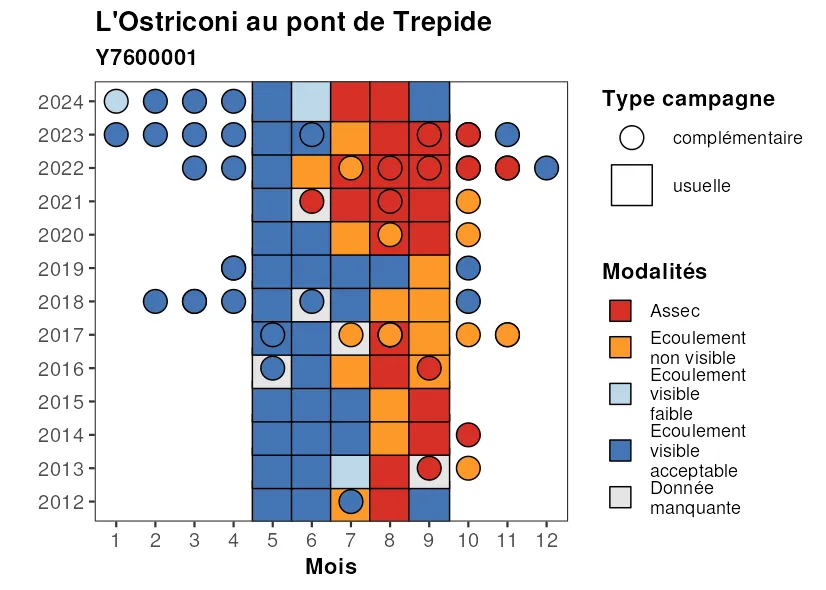 L'Ostriconi au pont de Trepide
Y7600001
2024
2023
2022
2021
2020
2019
2018
2017
2016
2015
2014
2013
2012
1 2 3 4 5 6 7 8 9 10 11 12
Mois
Type campagne
complémentaire
usuelle
Modalités
Assec
Ecoulement
non visible
Ecoulement
visible
faible
Ecoulement
visible
acceptable
Donnée
manquante